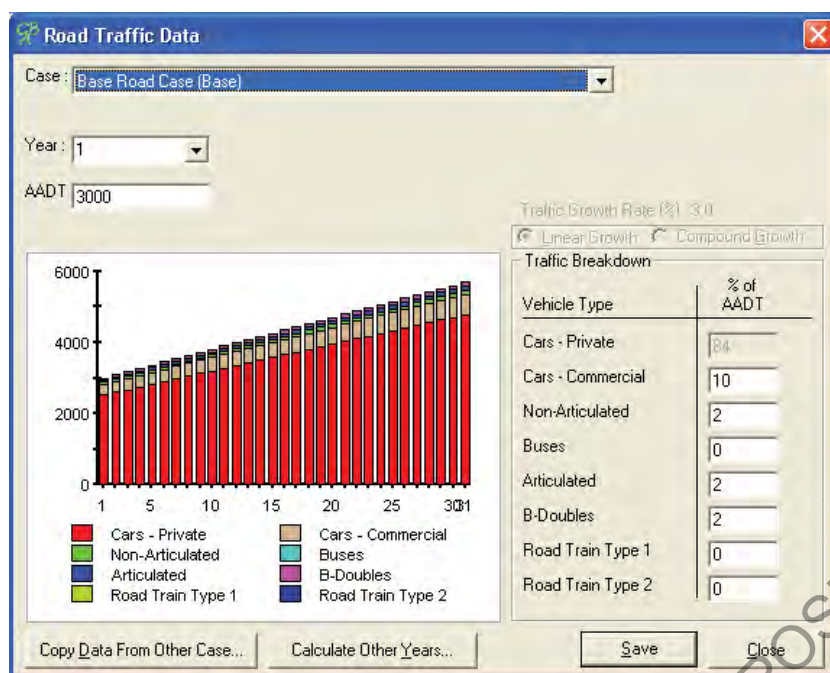 Road Traffic Data
Case : Base Road Case (Base)
Year : 1
AADT 3000
Traffic Growth Rate (%) 3.0
Linear Growth Compound Growth
Traffic Breakdown
Vehicle Type % of AADT
Cars - Private 84
Cars - Commercial 10
Non-Articulated 2
Buses 0
Articulated 2
B-Doubles 2
Road Train Type 1 0
Road Train Type 2 0
6000
4000
2000
0
1 5 10 15 20 25 30 31
Cars - Private Cars - Commercial
Non-Articulated Buses
Articulated B-Doubles
Road Train Type 1 Road Train Type 2
Copy Data From Other Case... Calculate Other Years... Save Close